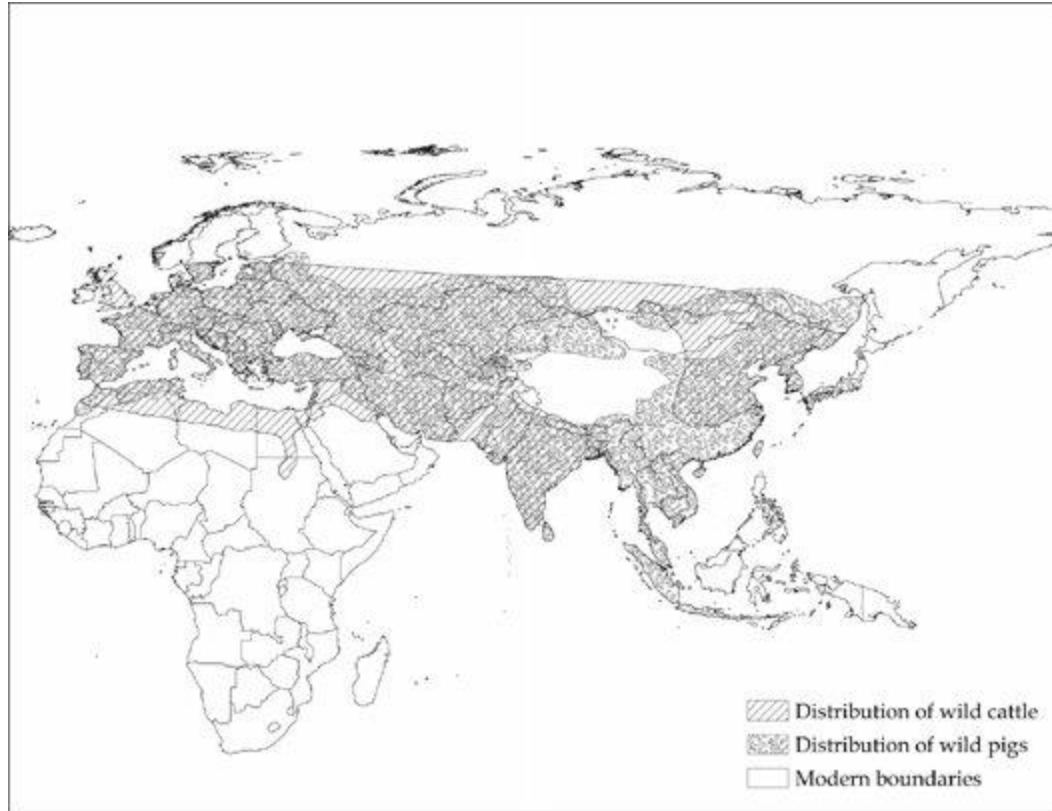 Distribution of wild cattle
Distribution of wild pigs
Modern boundaries